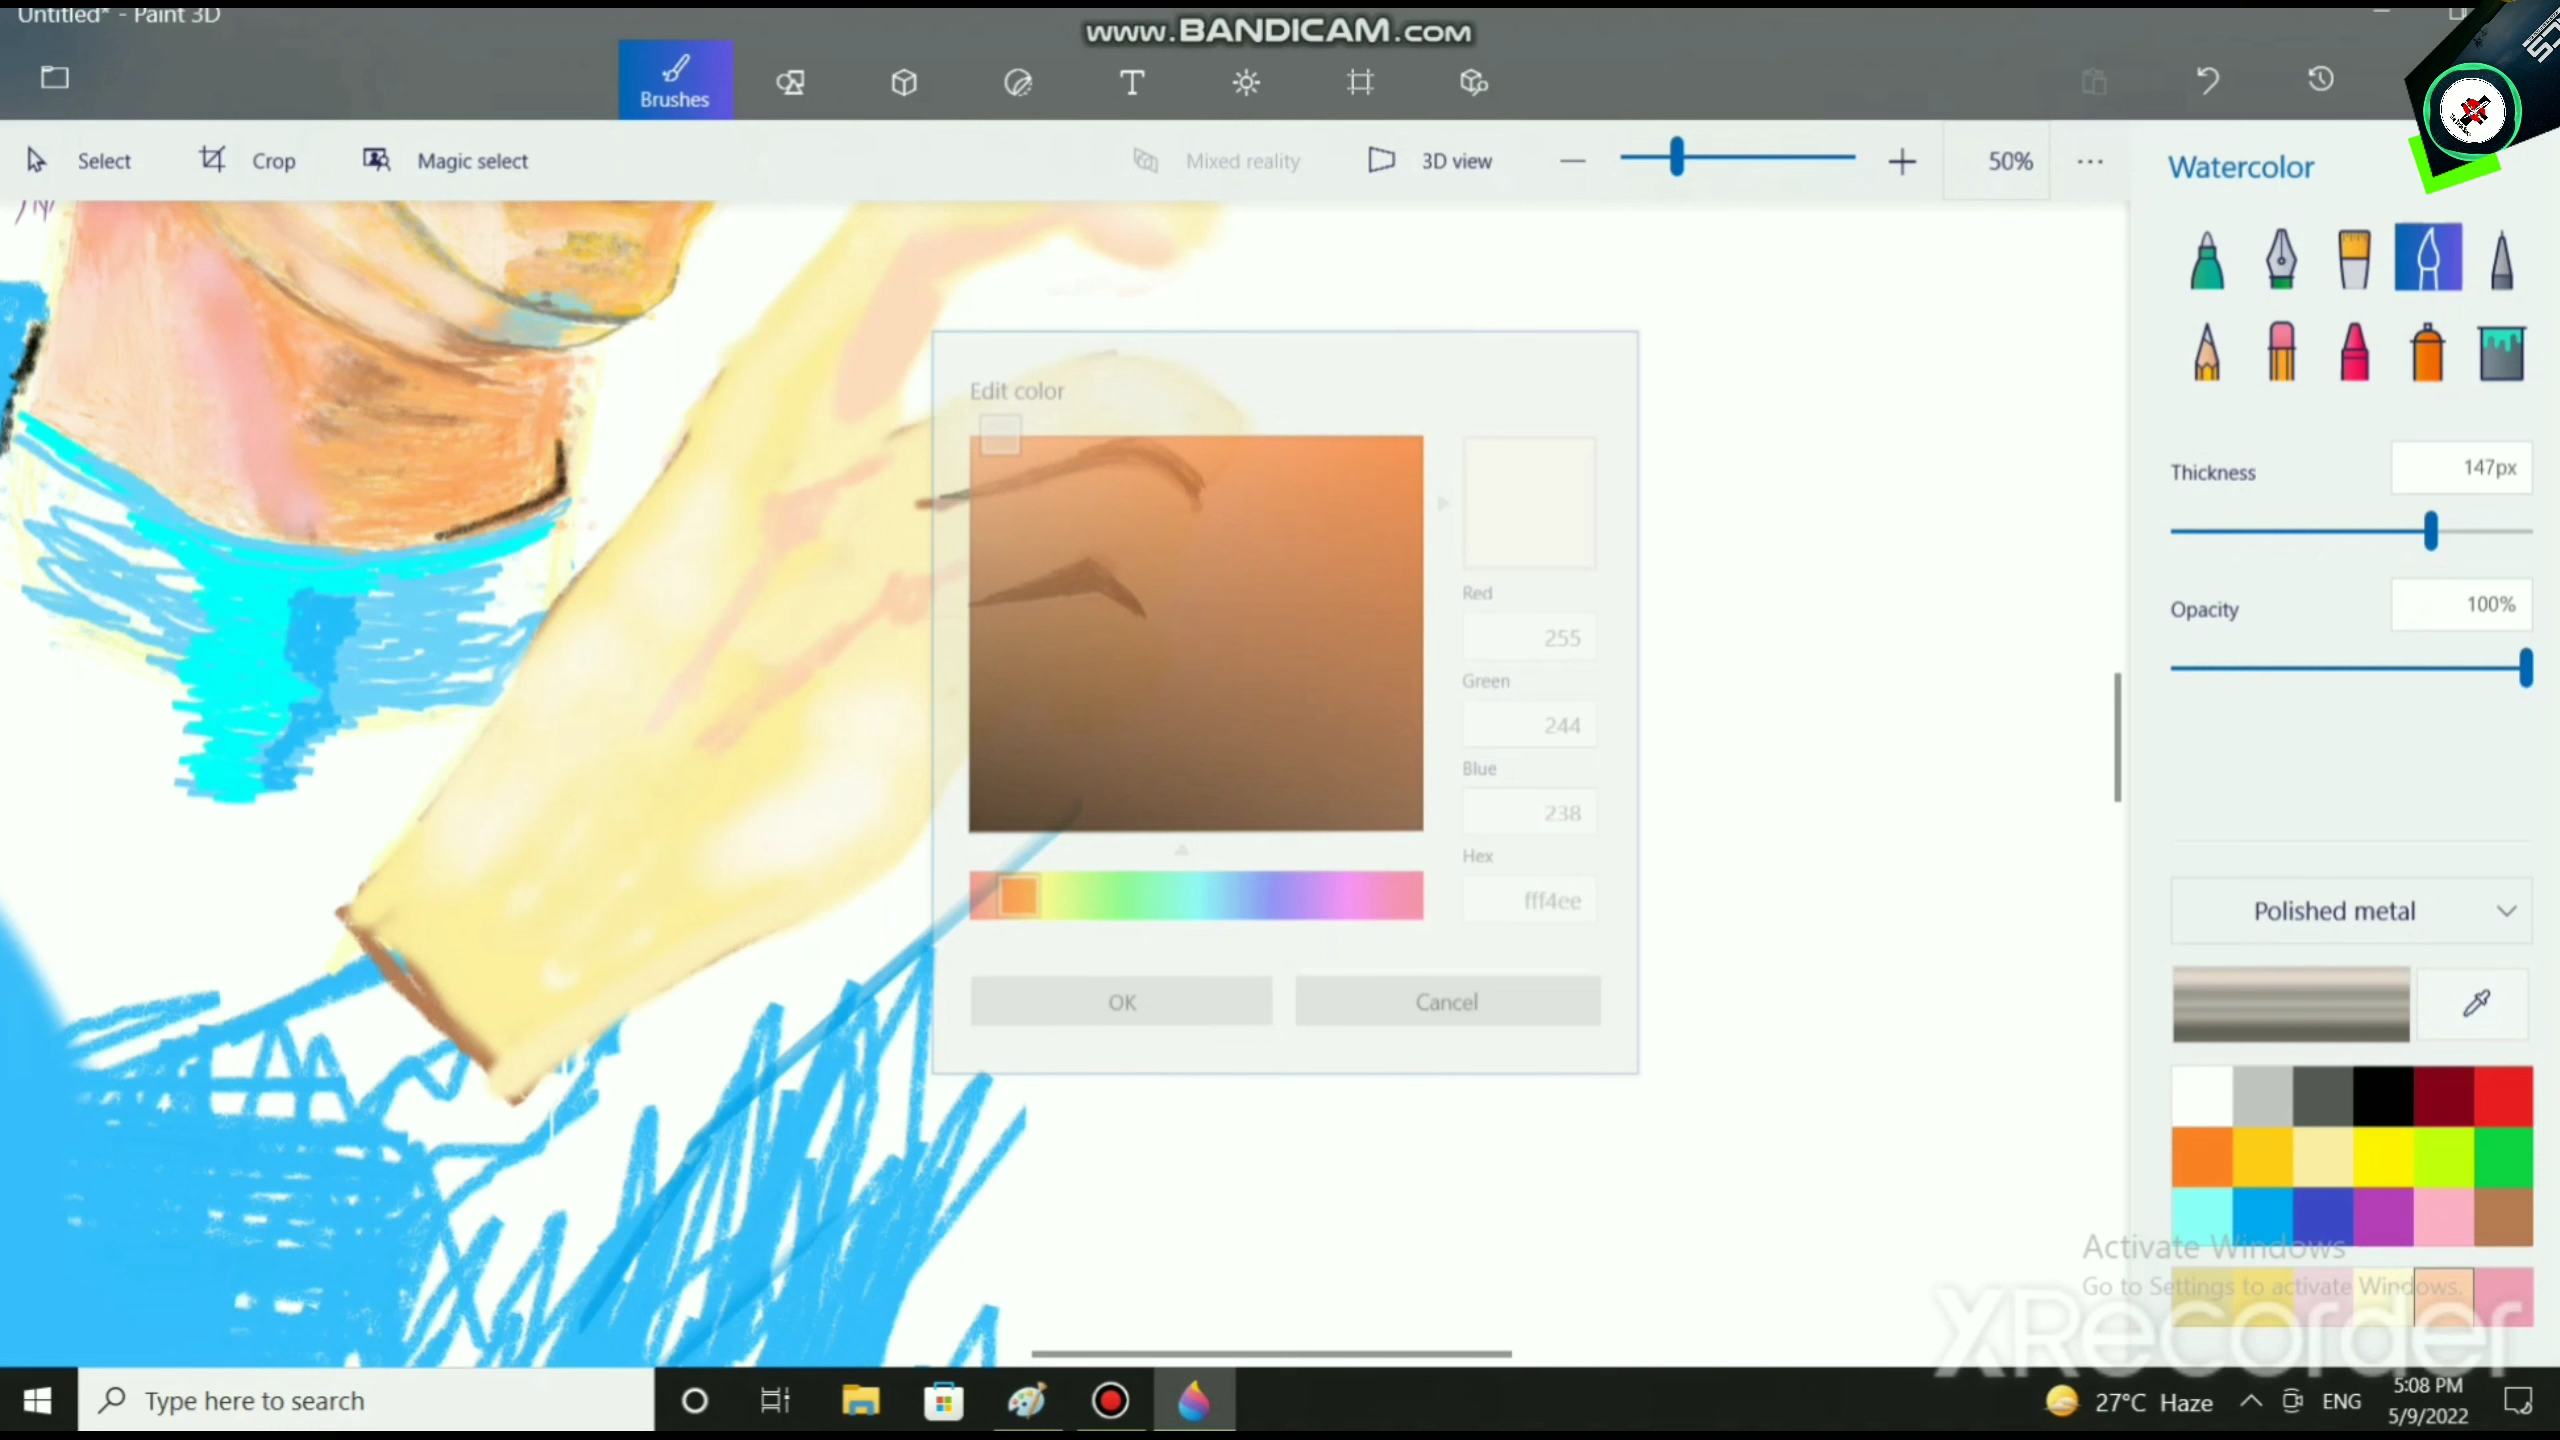 Untitled* - Paint 3D
www.BANDICAM.com
Brushes
Select
Crop
Magic select
Mixed reality
3D view
50%
Watercolor
Thickness
147px
Opacity
100%
Edit color
Red
255
Green
244
Blue
238
Hex
fff4ee
OK
Cancel
Polished metal
Activate Windows
Go to Settings to activate Windows.
XRecorder
Type here to search
27°C Haze
ENG
5:08 PM
5/9/2022